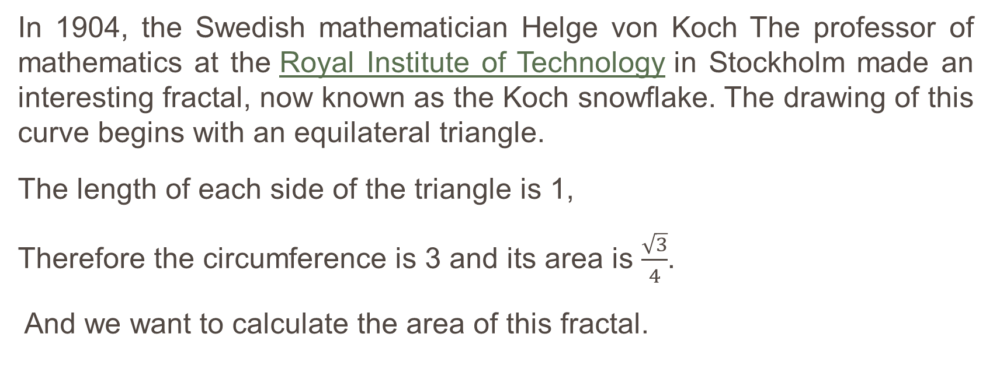 In 1904, the Swedish mathematician Helge von Koch The professor of
mathematics at the Royal Institute of Technology in Stockholm made an
interesting fractal, now known as the Koch snowflake. The drawing of this
curve begins with an equilateral triangle.
The length of each side of the triangle is 1,
Therefore the circumference is 3 and its area is √3/4.
And we want to calculate the area of this fractal.